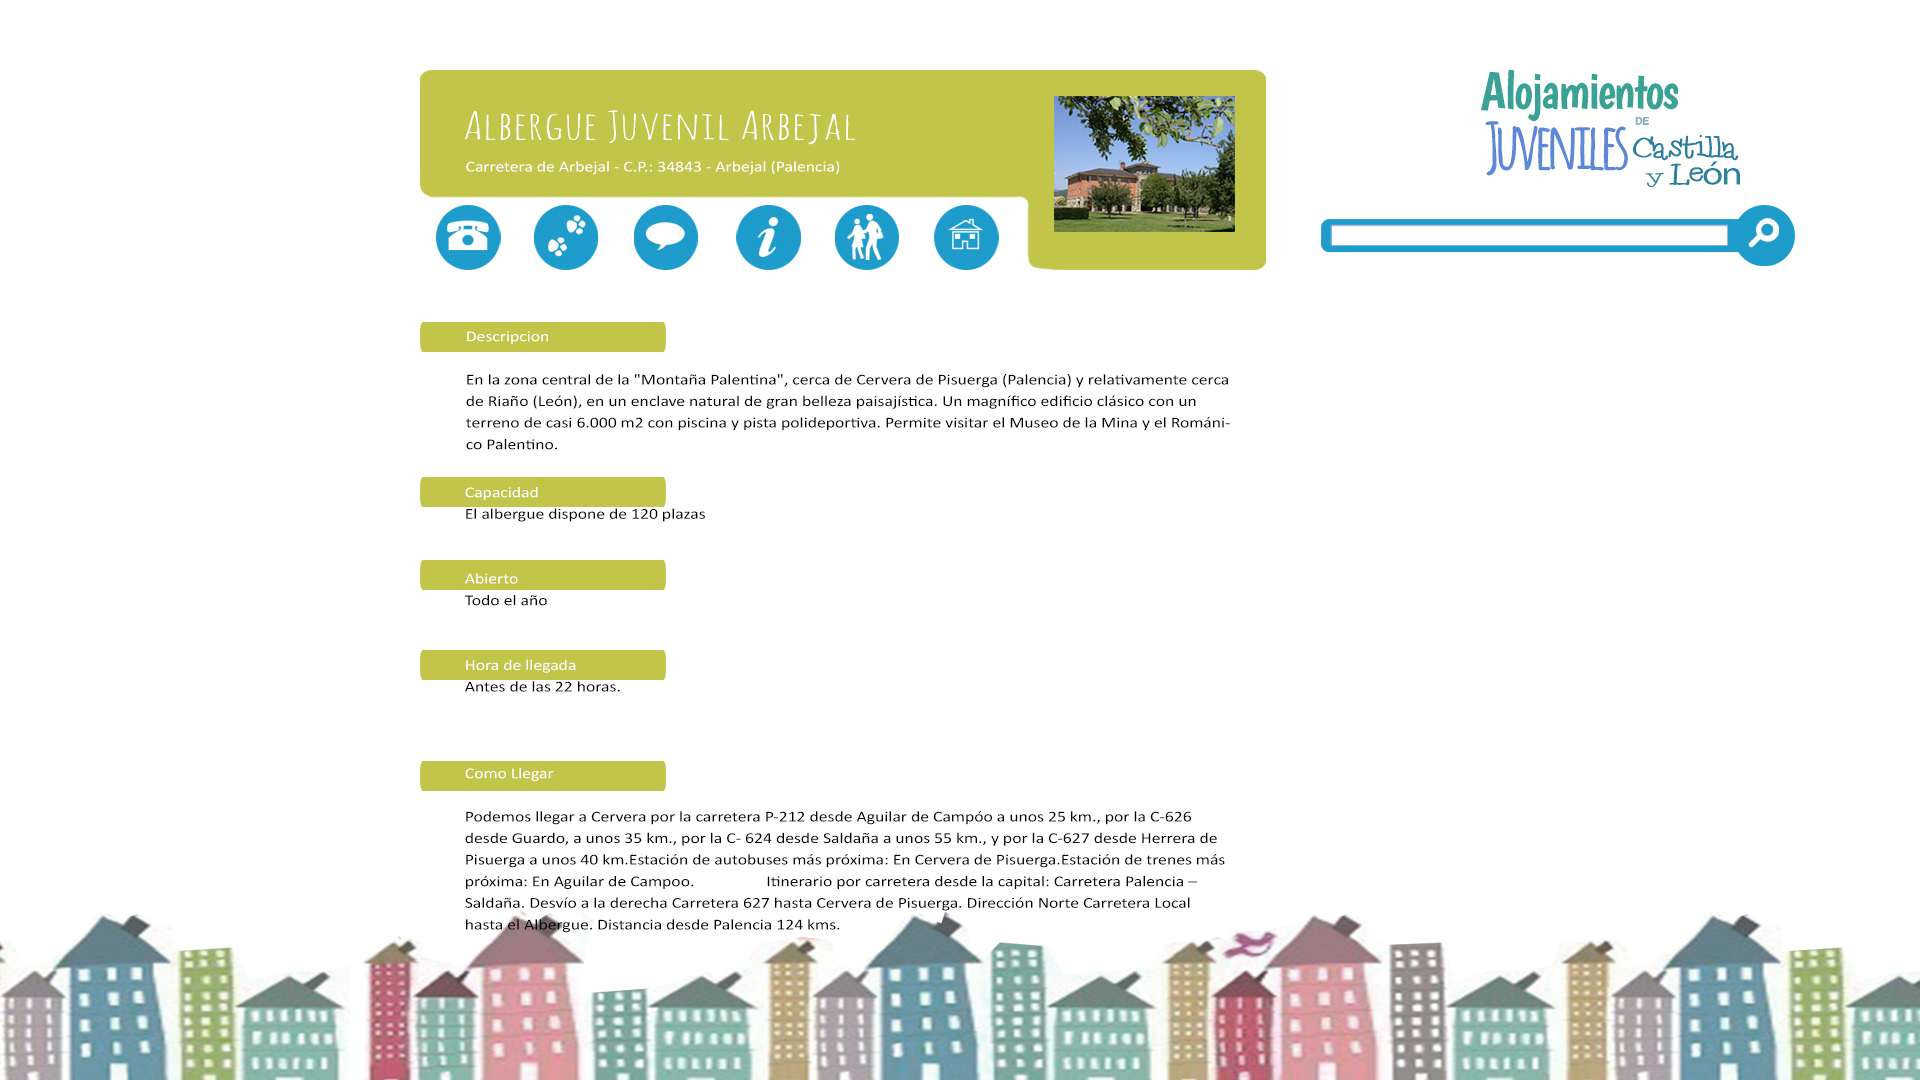 Albergue Juvenil Arbejal
Carretera de Arbejal - C.P.: 34843 - Arbejal (Palencia)
Alojamientos
DE
JUVENILES Castilla
y León
Descripcion
En la zona central de la "Montaña Palentina", cerca de Cervera de Pisuerga (Palencia) y relativamente cerca
de Riaño (León), en un enclave natural de gran belleza paisajística. Un magnífico edificio clásico con un
terreno de casi 6.000 m2 con piscina y pista polideportiva. Permite visitar el Museo de la Mina y el Románi-
co Palentino.
Capacidad
El albergue dispone de 120 plazas
Abierto
Todo el año
Hora de llegada
Antes de las 22 horas.
Como Llegar
Podemos llegar a Cervera por la carretera P-212 desde Aguilar de Campóo a unos 25 km., por la C-626
desde Guardo, a unos 35 km., por la C- 624 desde Saldaña a unos 55 km., y por la C-627 desde Herrera de
Pisuerga a unos 40 km.Estación de autobuses más próxima: En Cervera de Pisuerga.Estación de trenes más
próxima: En Aguilar de Campoo. Itinerario por carretera desde la capital: Carretera Palencia –
Saldaña. Desvío a la derecha Carretera 627 hasta Cervera de Pisuerga. Dirección Norte Carretera Local
hasta el Albergue. Distancia desde Palencia 124 kms.